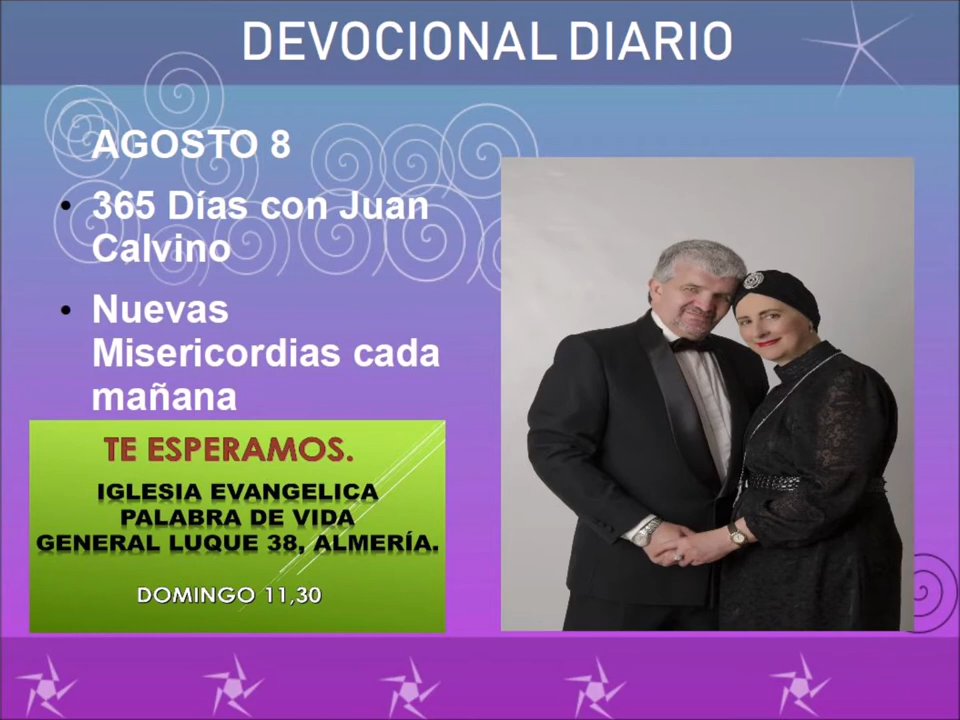 DEVOCIONAL DIARIO
AGOSTO 8
• 365 Días con Juan
Calvino
• Nuevas
Misericordias cada
mañana
TE ESPERAMOS.
IGLESIA EVANGELICA
PALABRA DE VIDA
GENERAL LUQUE 38, ALMERÍA.
DOMINGO 11,30